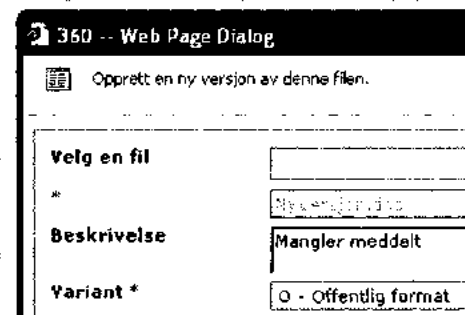 360 -- Web Page Dialog
Opprett en ny versjon av denne filen.
Velg en fil
*
Beskrivelse
Mangler meddelt
Variant *
O - Offentlig format